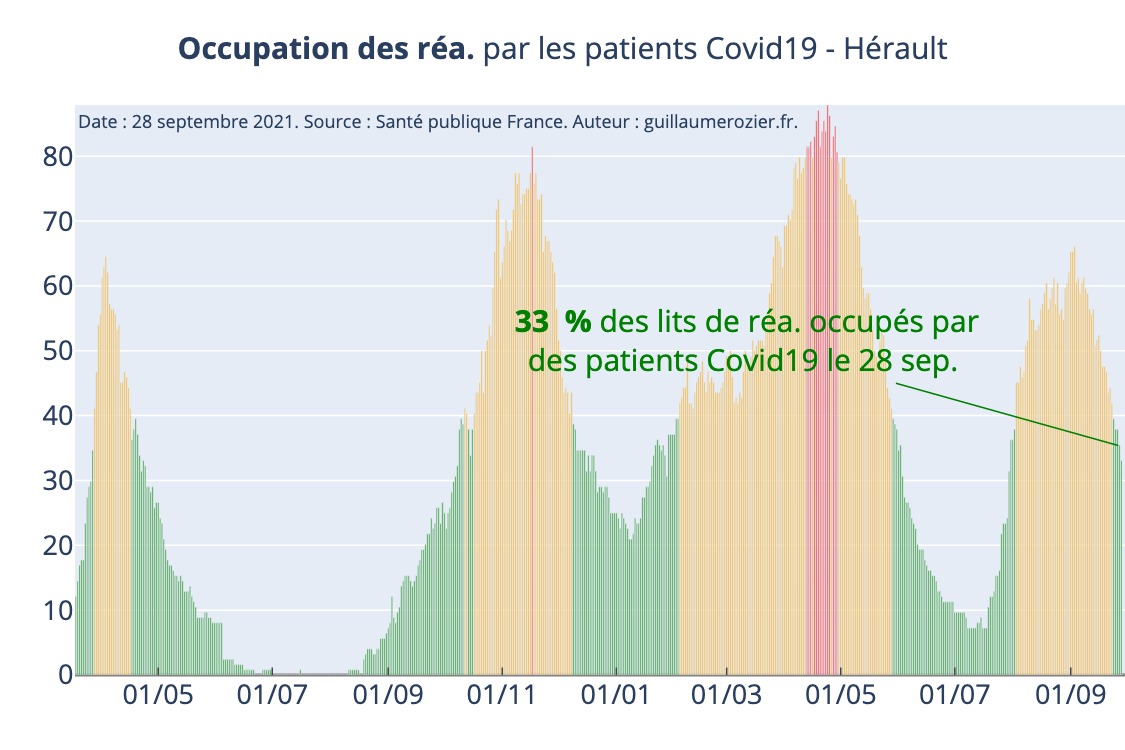 Occupation des réa. par les patients Covid19 - Hérault
Date : 28 septembre 2021. Source : Santé publique France. Auteur : guillaumerozier.fr.
80
70
60
50
40
30
20
10
0
33 % des lits de réa. occupés par
des patients Covid19 le 28 sep.
01/05 01/07 01/09 01/11 01/01 01/03 01/05 01/07 01/09